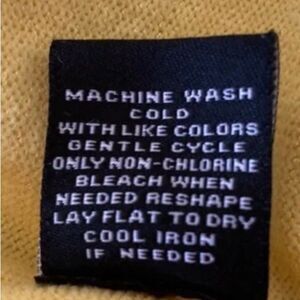 MACHINE WASH
COLD
WITH LIKE COLORS
GENTLE CYCLE
ONLY NON-CHLORINE
BLEACH WHEN
NEEDED RESHAPE
LAY FLAT TO DRY
COOL IRON
IF NEEDED